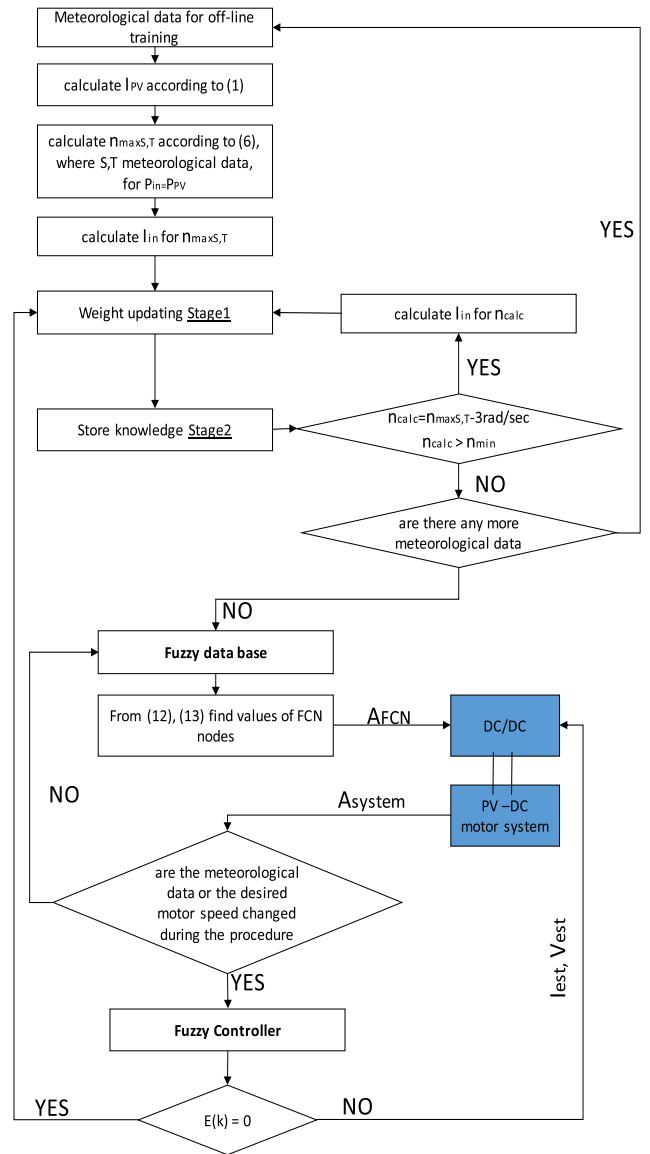 Meteorological data for off-line
training
calculate IPV according to (1)
calculate nmaxS,T according to (6),
where S,T meteorological data,
for Pin=PPV
calculate Iin for nmaxS,T
YES
Weight updating Stage1
calculate Iin for ncalc
YES
Store knowledge Stage2
ncalc=nmaxS,T-3rad/sec
ncalc > nmin
NO
are there any more
meteorological data
NO
Fuzzy data base
From (12), (13) find values of FCN
nodes
AFCN
DC/DC
NO
Asystem
PV –DC
motor system
are the meteorological
data or the desired
motor speed changed
during the procedure
Iest, Vest
YES
Fuzzy Controller
YES
E(k) = 0
NO